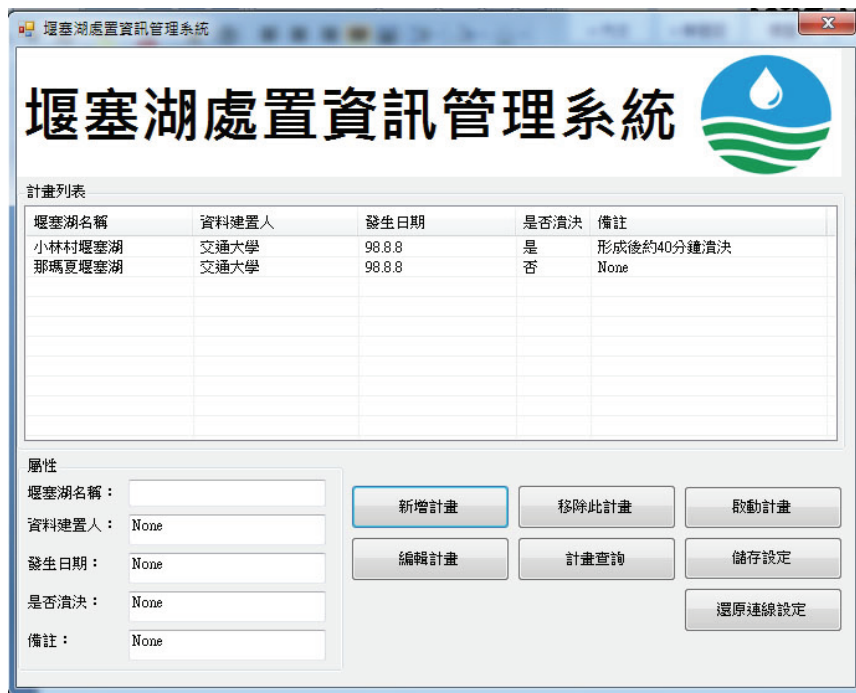 堰塞湖處置資訊管理系統
堰塞湖處置資訊管理系統
計畫列表
堰塞湖名稱 資料建置人 發生日期 是否潰決 備註
小林村堰塞湖 交通大學 98.8.8 是 形成後約40分鐘潰決
那瑪夏堰塞湖 交通大學 98.8.8 否 None
屬性
堰塞湖名稱：
資料建置人： None
發生日期： None
是否潰決： None
備註： None
新增計畫 移除此計畫 啟動計畫
編輯計畫 計畫查詢 儲存設定
還原連線設定